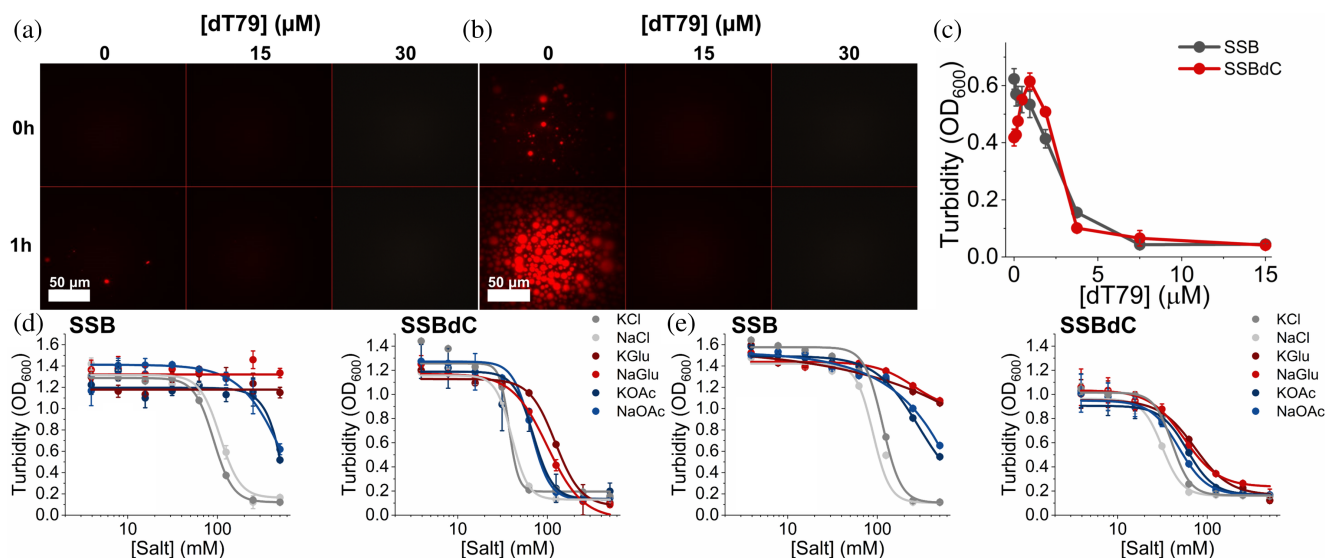 (a) [dT79] (µM) (b) [dT79] (µM) (c)
0 15 30 0 15 30
0h
1h
50 µm
50 µm
SSB
SSBdC
Turbidity (OD600)
0.6
0.4
0.2
0.0
0 5 10 15
[dT79] (µM)
(d) SSB
Turbidity (OD600)
1.6
1.4
1.2
1.0
0.8
0.6
0.4
0.2
0.0
10 100
[Salt] (mM)
SSBdC
Turbidity (OD600)
1.6
1.4
1.2
1.0
0.8
0.6
0.4
0.2
0.0
10 100
[Salt] (mM)
KCl
NaCl
KGlu
NaGlu
KOAc
NaOAc
(e) SSB
Turbidity (OD600)
1.6
1.4
1.2
1.0
0.8
0.6
0.4
0.2
0.0
10 100
[Salt] (mM)
SSBdC
Turbidity (OD600)
1.6
1.4
1.2
1.0
0.8
0.6
0.4
0.2
0.0
10 100
[Salt] (mM)
KCl
NaCl
KGlu
NaGlu
KOAc
NaOAc